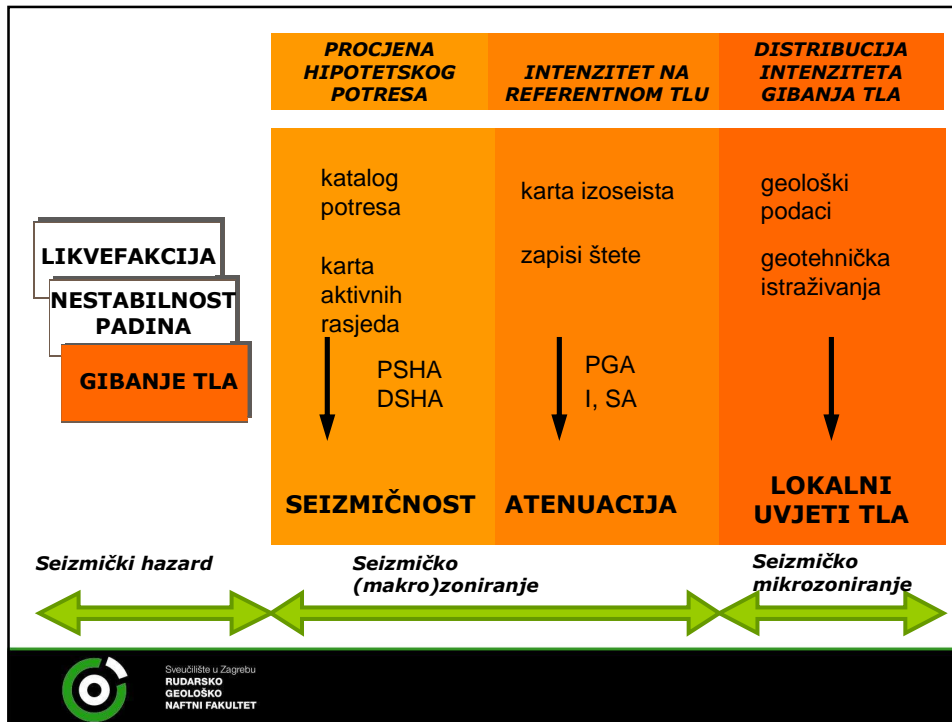 PROCJENA
HIPOTETSKOG
POTRESA
INTENZITET NA
REFERENTNOM TLU
DISTRIBUCIJA
INTENZITETA
GIBANJA TLA
LIKVEFAKCIJA
NESTABILNOST
PADINA
GIBANJE TLA
katalog
potresa
karta
aktivnih
rasjeda
PSHA
DSHA
SEIZMIČNOST
karta izoseista
zapisi štete
PGA
I, SA
ATENUACIJA
geološki
podaci
geotehnička
istraživanja
LOKALNI
UVJETI TLA
Seizmički hazard
Seizmičko
(makro)zoniranje
Seizmičko
mikrozoniranje
Sveučilište u Zagrebu
RUDARSKO
GEOLOŠKO
NAFTNI FAKULTET